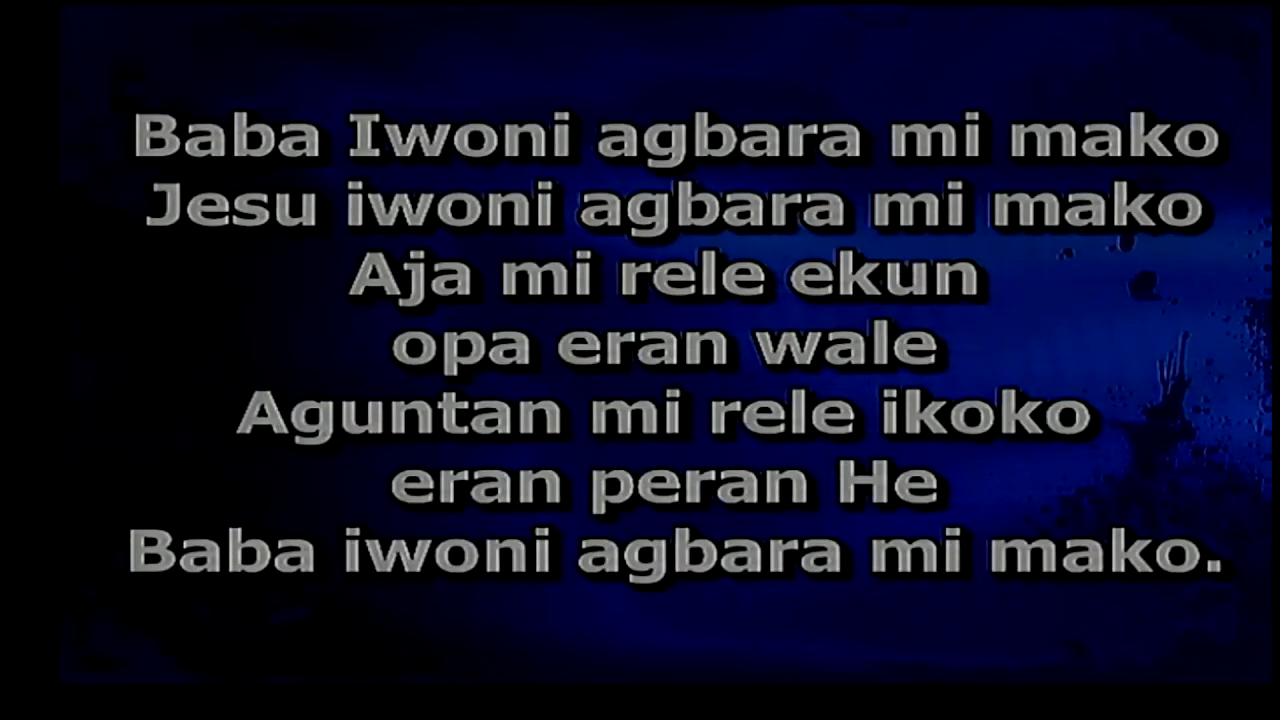 Baba Iwoni agbara mi mako
Jesu iwoni agbara mi mako
Aja mi rele ekun
opa eran wale
Aguntan mi rele ikoko
eran peran He
Baba iwoni agbara mi mako.